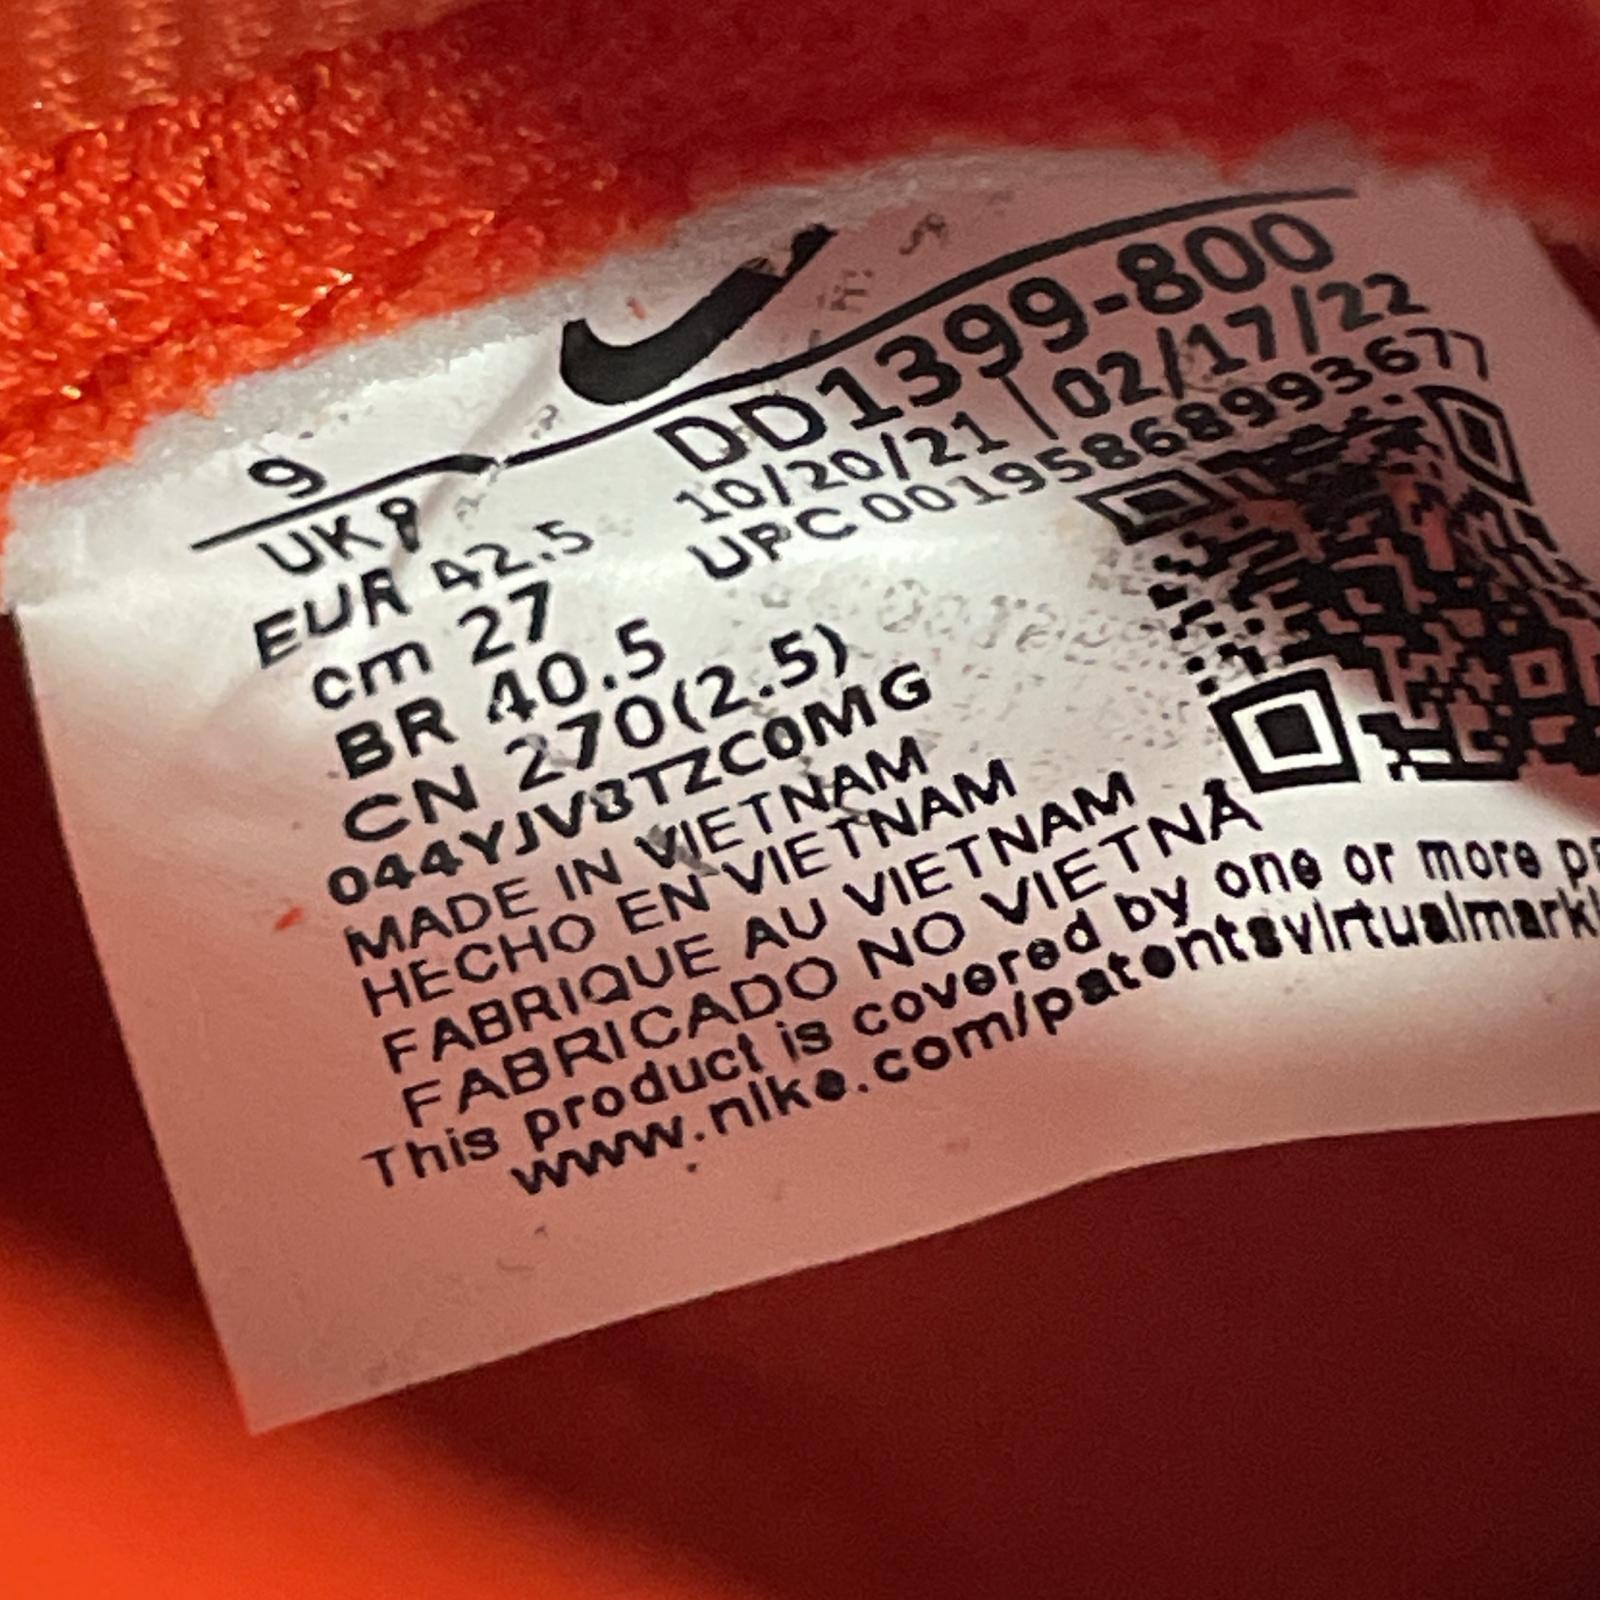 9
UK 8
EUR 42.5
cm 27
BR 40.5
CN 270(2.5)
DD1399-800
10/20/21 | 02/17/22
UPC 00195868993677
044YJV8TZC0MG
MADE IN VIETNAM
HECHO EN VIETNAM
FABRIQUE AU VIETNAM
FABRICADO NO VIETNÃ
This product is covered by one or more
www.nike.com/patentsvirtualmark